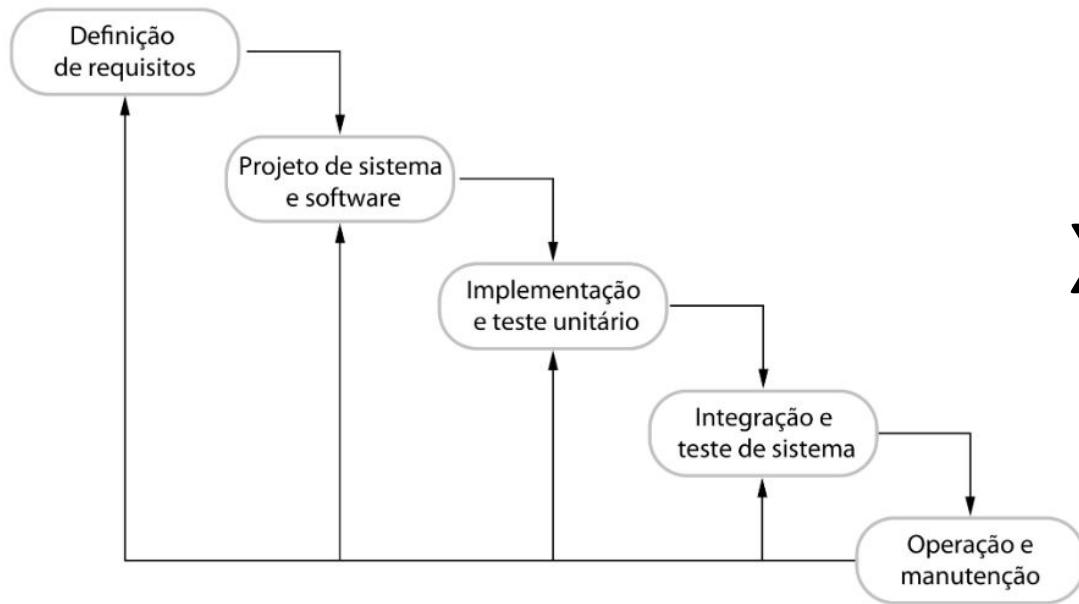 Definição
de requisitos
Projeto de sistema
e software
Implementação
e teste unitário
Integração e
teste de sistema
Operação e
manutenção